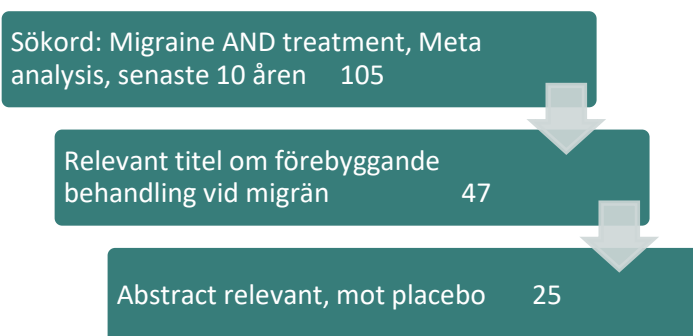 Sökord: Migraine AND treatment, Meta
analysis, senaste 10 åren 105
Relevant titel om förebyggande
behandling vid migrän 47
Abstract relevant, mot placebo 25